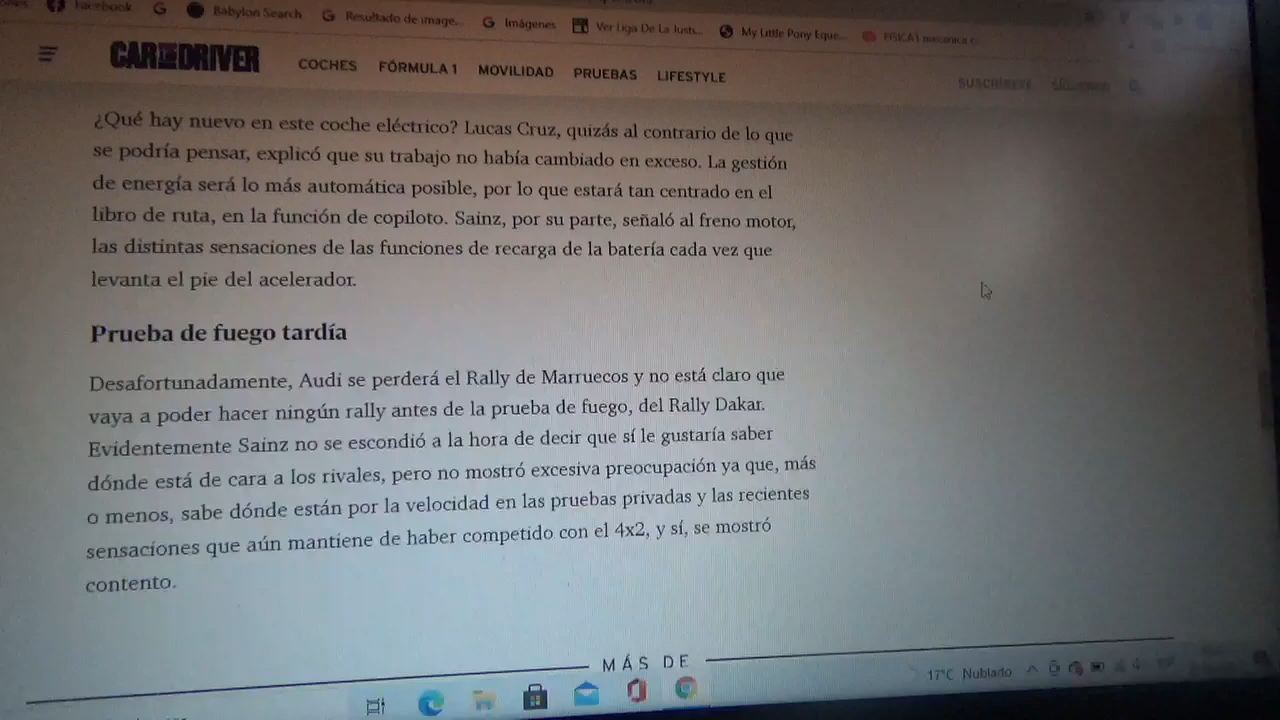 Facebook
Babylon Search
Resultado de image...
Imágenes
Ver Liga De La Justi...
My Little Pony Eque...
FISICA1 mecanica
CAR AND DRIVER
COCHES FÓRMULA 1 MOVILIDAD PRUEBAS LIFESTYLE
SUSCRÍBETE
¿Qué hay nuevo en este coche eléctrico? Lucas Cruz, quizás al contrario de lo que
se podría pensar, explicó que su trabajo no había cambiado en exceso. La gestión
de energía será lo más automática posible, por lo que estará tan centrado en el
libro de ruta, en la función de copiloto. Sainz, por su parte, señaló al freno motor,
las distintas sensaciones de las funciones de recarga de la batería cada vez que
levanta el pie del acelerador.
Prueba de fuego tardía
Desafortunadamente, Audi se perderá el Rally de Marruecos y no está claro que
vaya a poder hacer ningún rally antes de la prueba de fuego, del Rally Dakar.
Evidentemente Sainz no se escondió a la hora de decir que sí le gustaría saber
dónde está de cara a los rivales, pero no mostró excesiva preocupación ya que, más
o menos, sabe dónde están por la velocidad en las pruebas privadas y las recientes
sensaciones que aún mantiene de haber competido con el 4x2, y sí, se mostró
contento.
MÁS DE
17°C Nublado